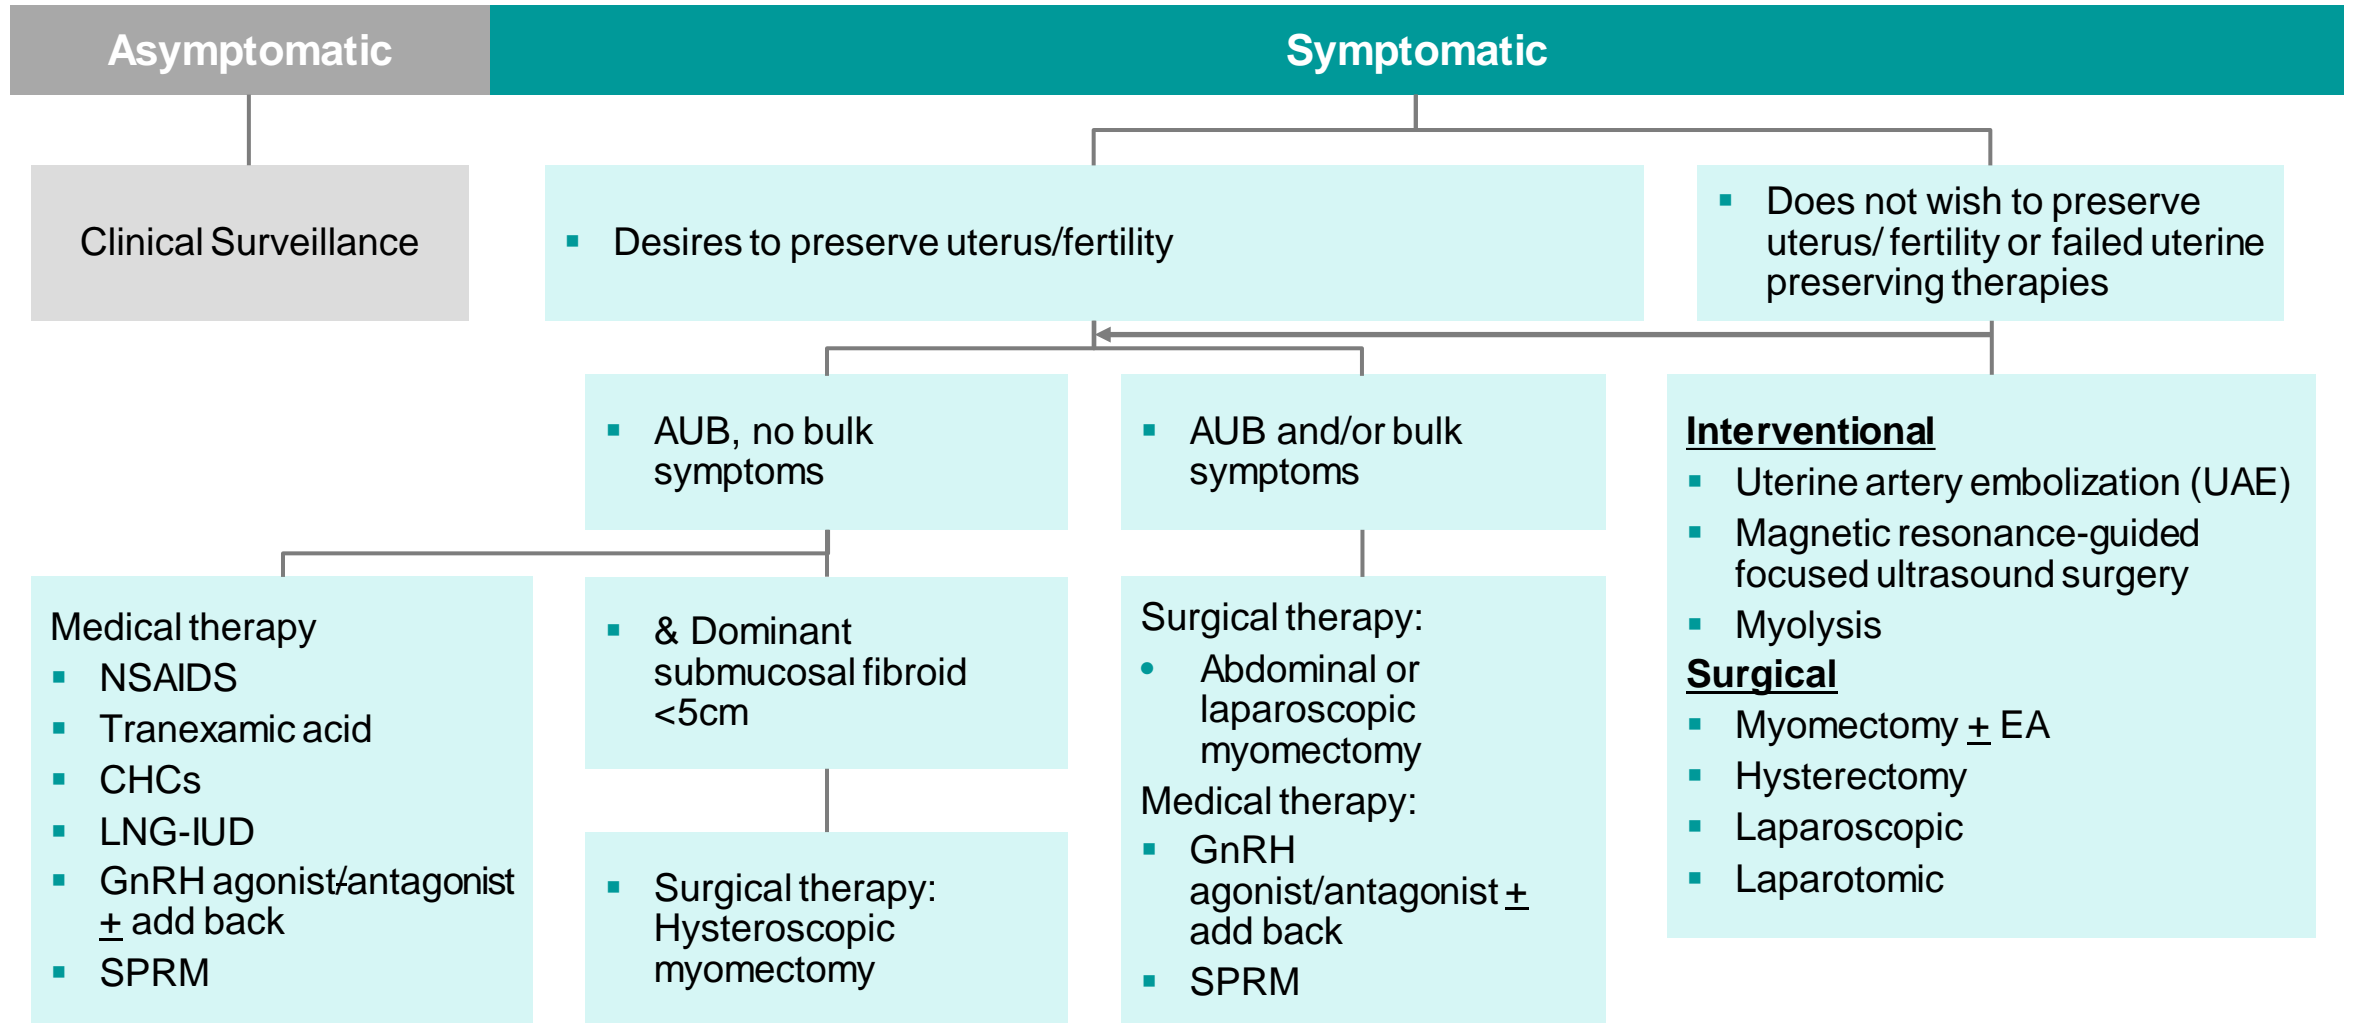 Asymptomatic
Symptomatic
Clinical Surveillance
▪ Desires to preserve uterus/fertility
▪ Does not wish to preserve
uterus/ fertility or failed uterine
preserving therapies
▪ AUB, no bulk
symptoms
▪ AUB and/or bulk
symptoms
Medical therapy
▪ NSAIDS
▪ Tranexamic acid
▪ CHCs
▪ LNG-IUD
▪ GnRH agonist/antagonist
± add back
▪ SPRM
▪ & Dominant
submucosal fibroid
<5cm
▪ Surgical therapy:
Hysteroscopic
myomectomy
Surgical therapy:
• Abdominal or
laparoscopic
myomectomy
Medical therapy:
▪ GnRH
agonist/antagonist ±
add back
▪ SPRM
Interventional
▪ Uterine artery embolization (UAE)
▪ Magnetic resonance-guided
focused ultrasound surgery
▪ Myolysis
Surgical
▪ Myomectomy ± EA
▪ Hysterectomy
▪ Laparoscopic
▪ Laparotomic